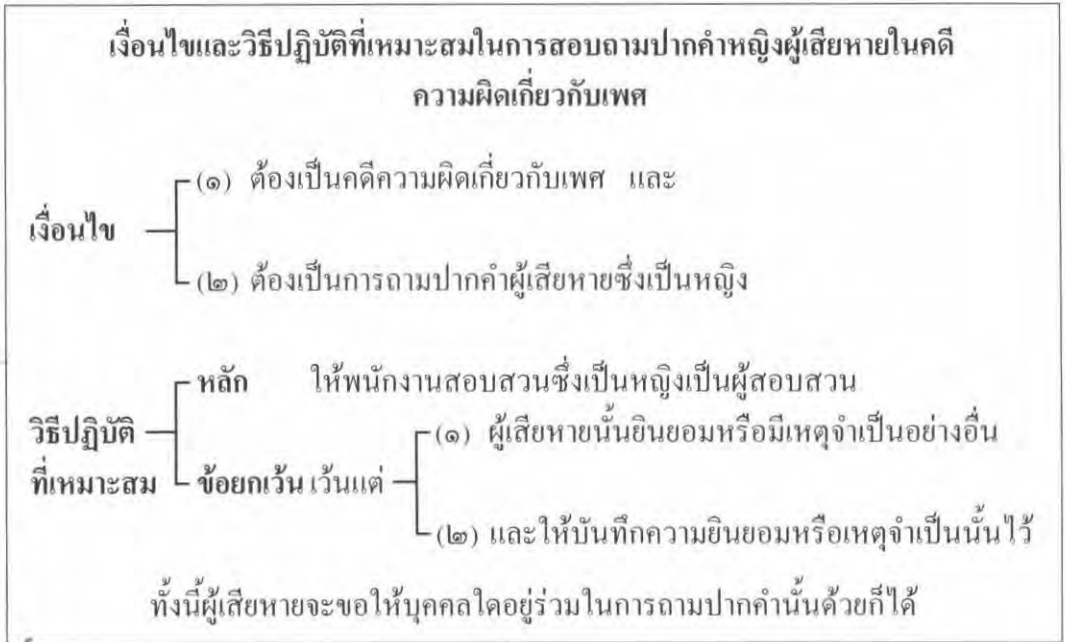 เงื่อนไขและวิธีปฏิบัติที่เหมาะสมในการสอบถามปากคำหญิงผู้เสียหายในคดี
ความผิดเกี่ยวกับเพศ
(๑) ต้องเป็นคดีความผิดเกี่ยวกับเพศ และ
เงื่อนไข
(๒) ต้องเป็นการถามปากคำผู้เสียหายซึ่งเป็นหญิง
หลัก ให้พนักงานสอบสวนซึ่งเป็นหญิงเป็นผู้สอบสวน
วิธีปฏิบัติ (๑) ผู้เสียหายนั้นยินยอมหรือมีเหตุจำเป็นอย่างอื่น
ที่เหมาะสม ข้อยกเว้น เว้นแต่
(๒) และให้บันทึกความยินยอมหรือเหตุจำเป็นนั้นไว้
ทั้งนี้ผู้เสียหายจะขอให้บุคคลใดอยู่ร่วมในการถามปากคำนั้นด้วยก็ได้